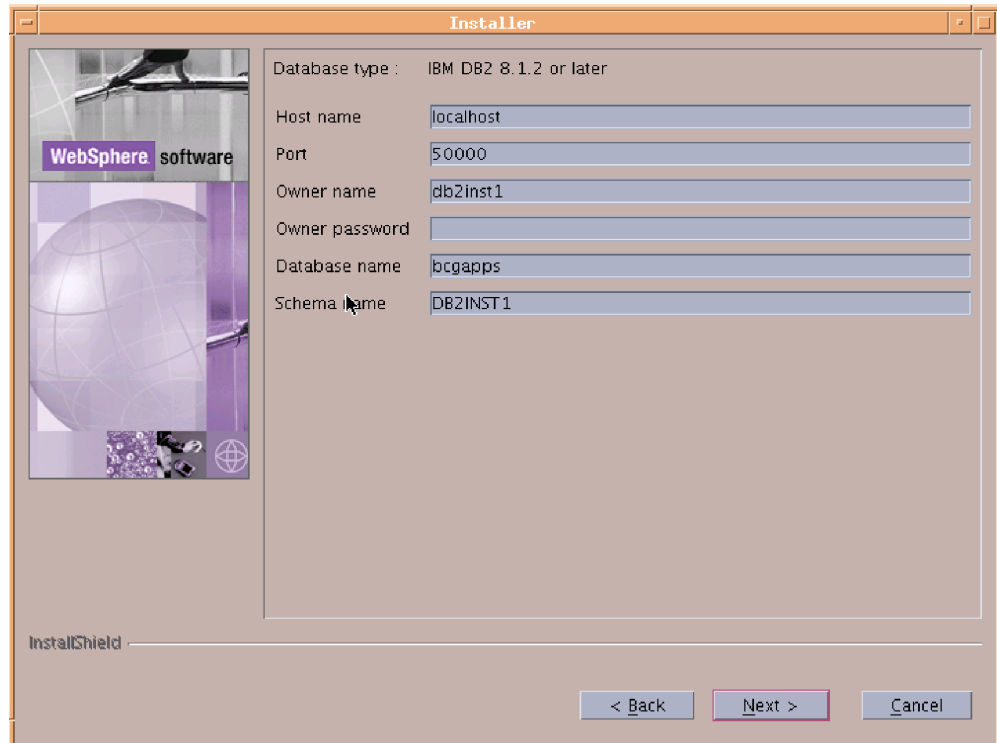 Installer
WebSphere software
Database type : IBM DB2 8.1.2 or later
Host name localhost
Port 50000
Owner name db2inst1
Owner password
Database name bcgapps
Schema name DB2INST1
InstallShield
< Back Next > Cancel